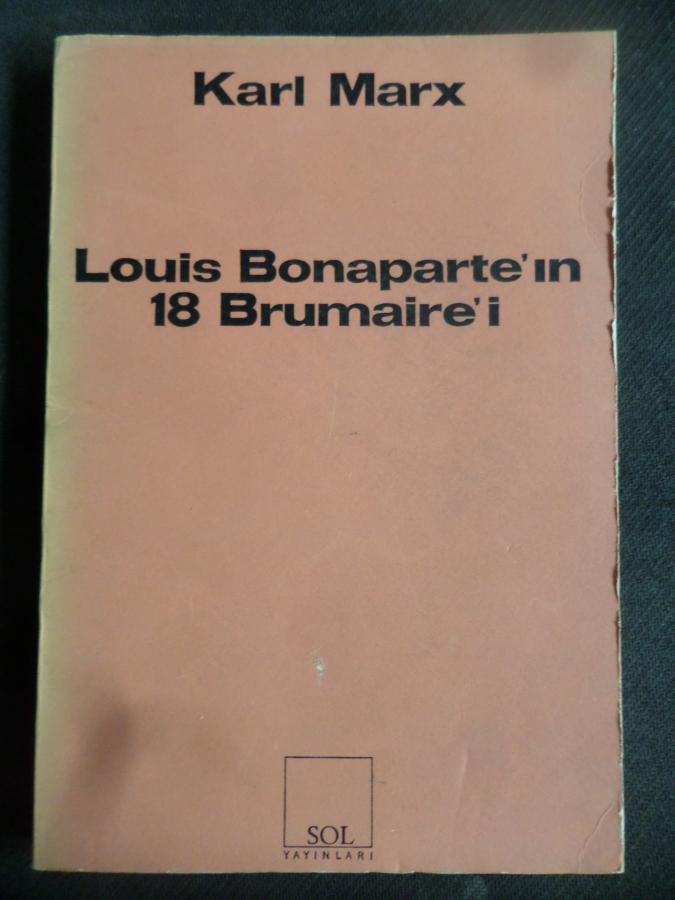 Karl Marx
Louis Bonaparte'ın
18 Brumaire'i
SOL
YAYINLARI